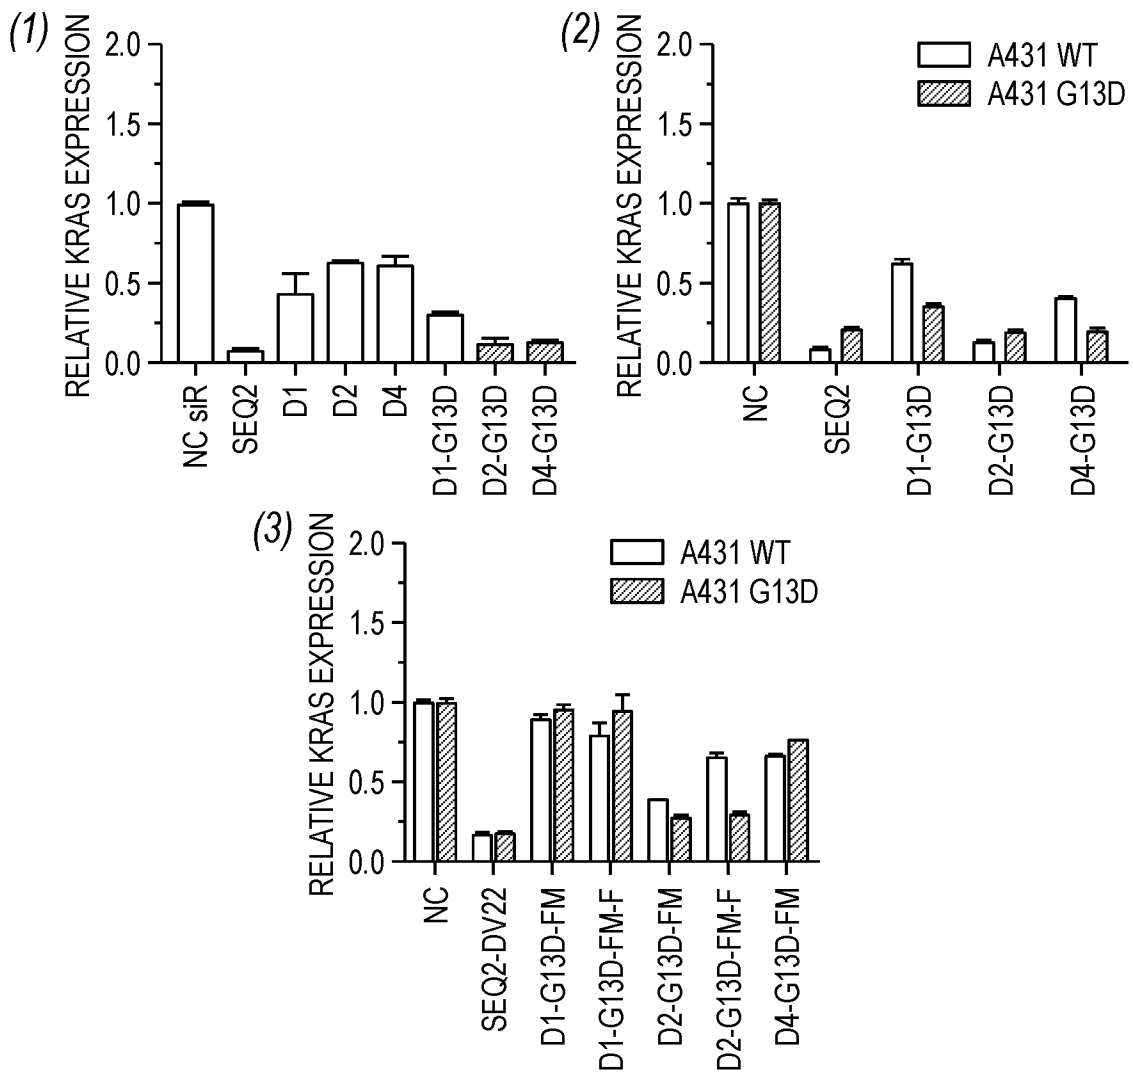 (1)
RELATIVE KRAS EXPRESSION
2.0
1.5
1.0
0.5
0.0
NC siR
SEQ2
D1
D2
D4
D1-G13D
D2-G13D
D4-G13D
(2)
RELATIVE KRAS EXPRESSION
2.0
1.5
1.0
0.5
0.0
A431 WT
A431 G13D
NC
SEQ2
D1-G13D
D2-G13D
D4-G13D
(3)
RELATIVE KRAS EXPRESSION
2.0
1.5
1.0
0.5
0.0
A431 WT
A431 G13D
NC
SEQ2-DV22
D1-G13D-FM
D1-G13D-FM-F
D2-G13D-FM
D2-G13D-FM-F
D4-G13D-FM